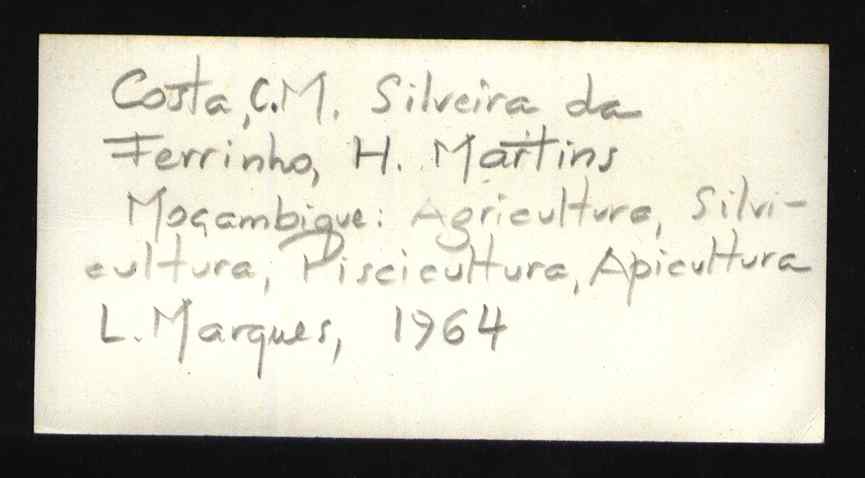 Costa, C.M. Silveira da
Ferrinho, H. Martins
Moçambique: Agricultura, Silvi-
cultura, Piscicultura, Apicultura
L. Marques, 1964